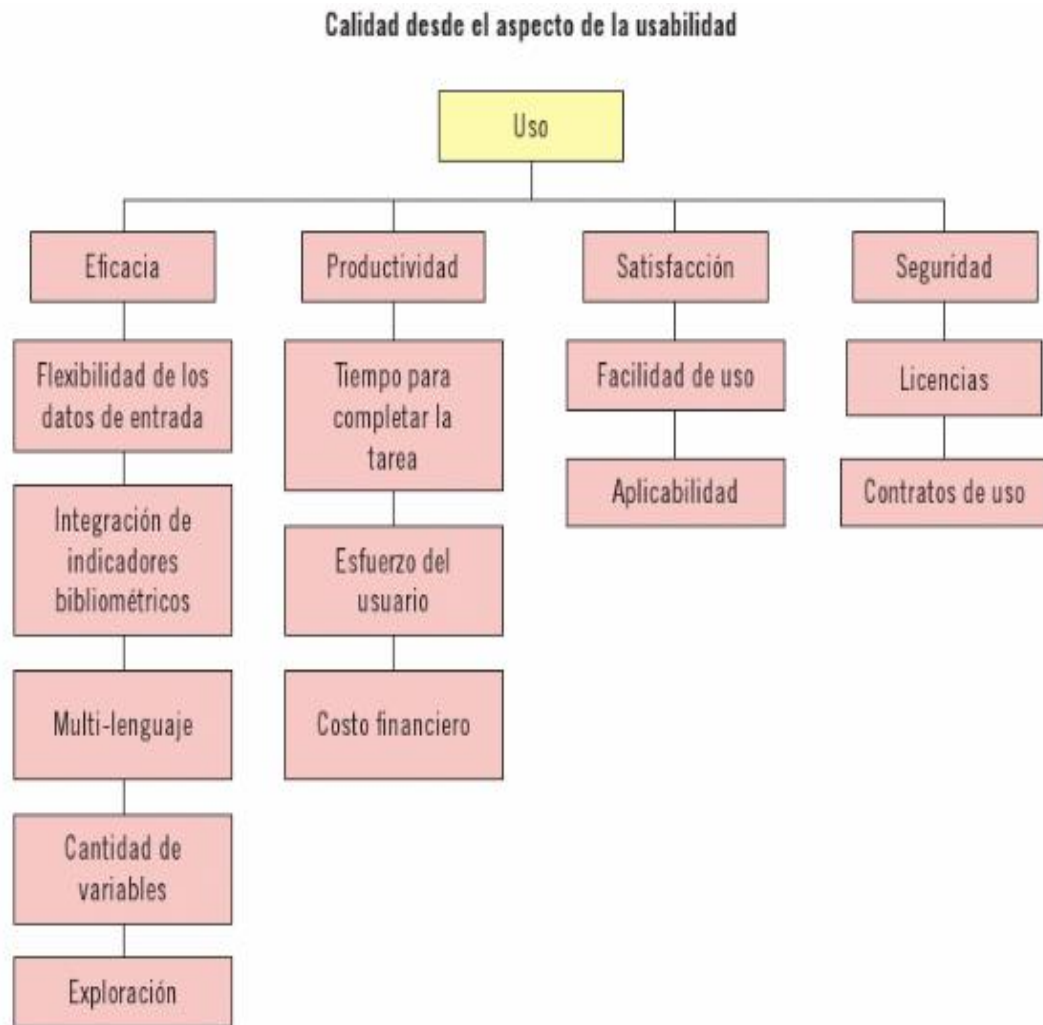 Calidad desde el aspecto de la usabilidad
Uso
Eficacia
Flexibilidad de los
datos de entrada
Integración de
indicadores
bibliométricos
Multi-lenguaje
Cantidad de
variables
Exploración
Productividad
Tiempo para
completar la
tarea
Esfuerzo del
usuario
Costo financiero
Satisfacción
Facilidad de uso
Aplicabilidad
Seguridad
Licencias
Contratos de uso